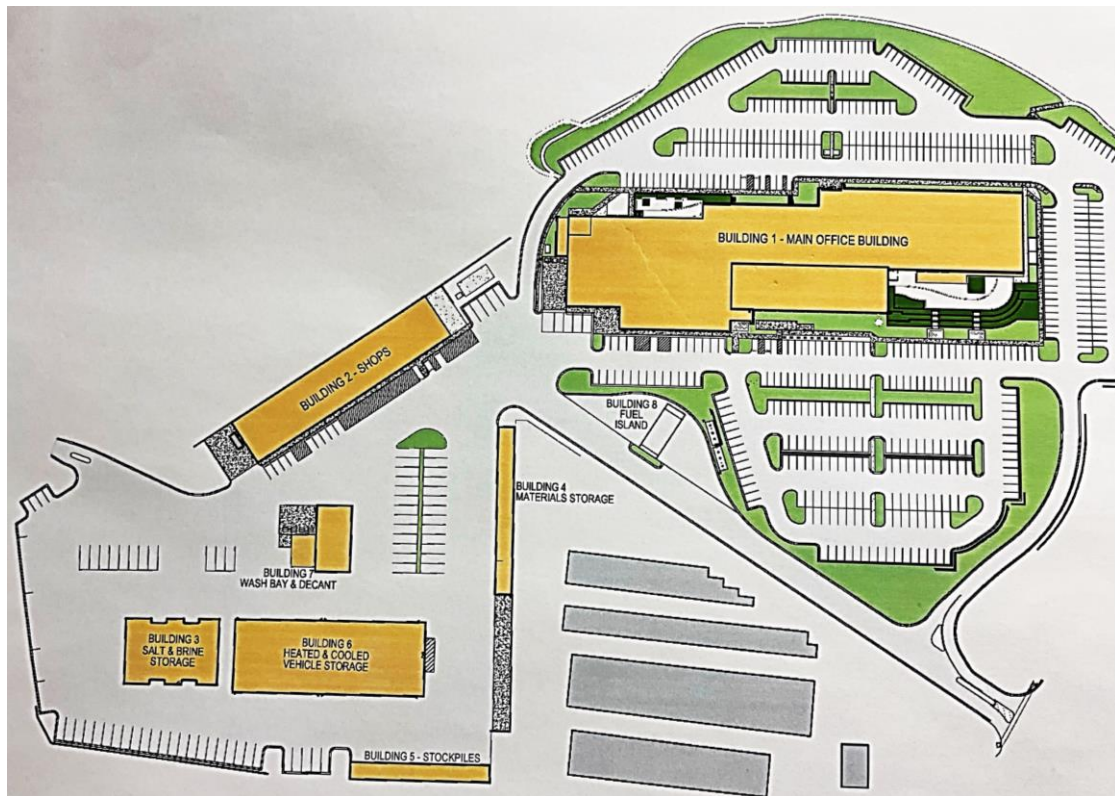 BUILDING 1 - MAIN OFFICE BUILDING
BUILDING 2 - SHOPS
BUILDING 8
FUEL
ISLAND
BUILDING 4
MATERIALS STORAGE
BUILDING 7
WASH BAY & DECANT
BUILDING 3
SALT & BRINE
STORAGE
BUILDING 6
HEATED & COOLED
VEHICLE STORAGE
BUILDING 5 - STOCKPILES